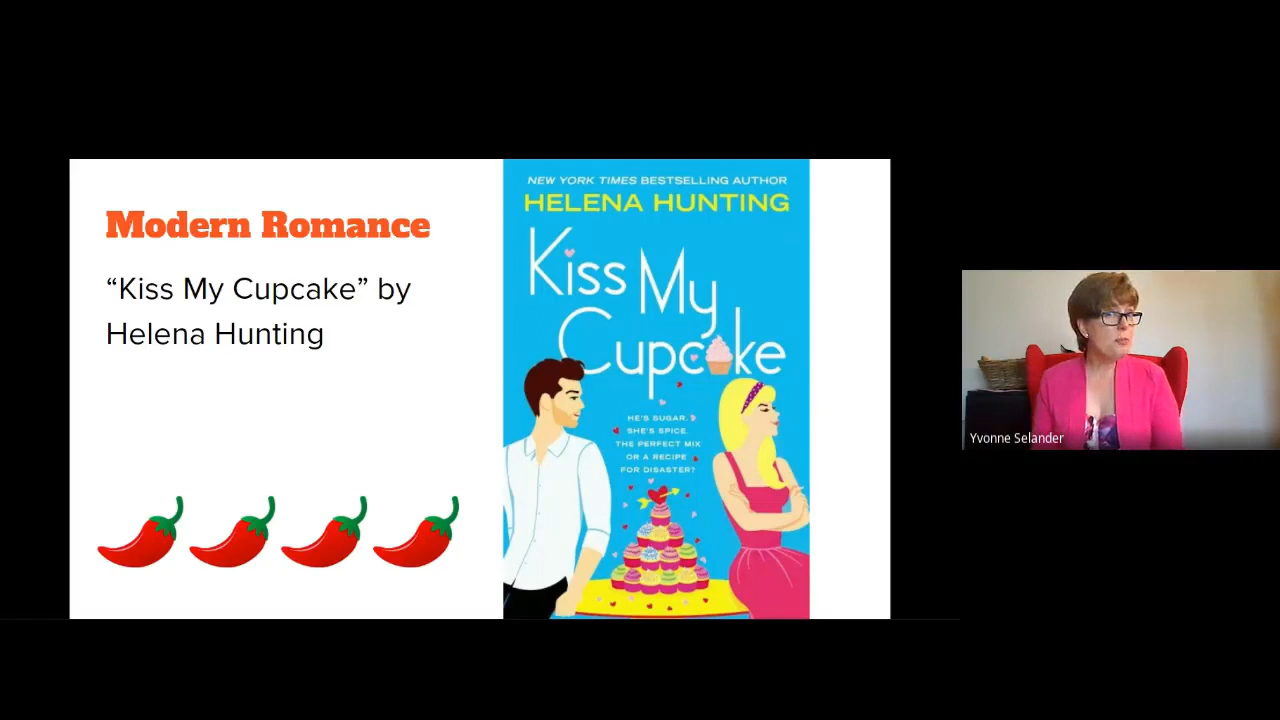 Modern Romance
“Kiss My Cupcake” by
Helena Hunting
NEW YORK TIMES BESTSELLING AUTHOR
HELENA HUNTING
Kiss My
Cupcake
HE'S SUGAR.
SHE'S SPICE.
THE PERFECT MIX
OR A RECIPE
FOR DISASTER?
Yvonne Selander